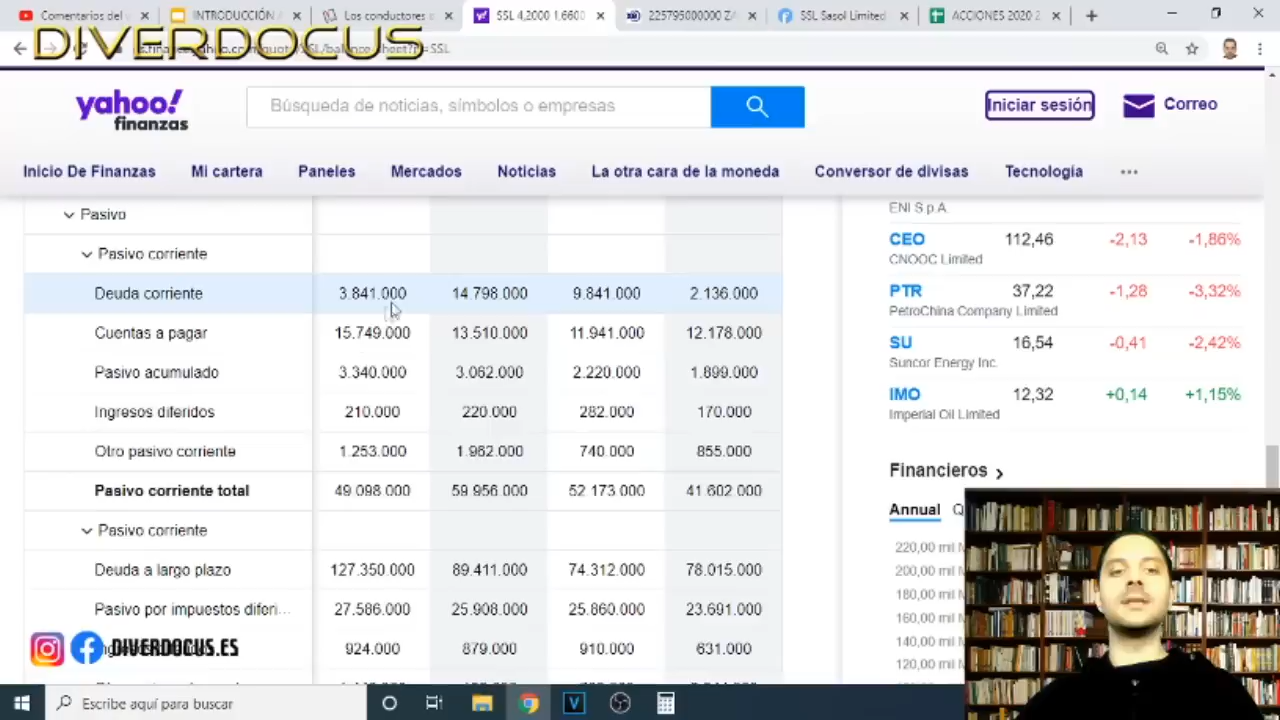 Comentarios del
INTRODUCCIÓN
Los conductores
SSL 4,2000 1,6600
225795000000 ZA
SSL Sasol Limited
ACCIONES 2020 2
DIVERDOCUS
yahoo!
finanzas
Búsqueda de noticias, símbolos o empresas
Iniciar sesión
Correo
Inicio De Finanzas Mi cartera Paneles Mercados Noticias La otra cara de la moneda Conversor de divisas Tecnología ...
Pasivo
Pasivo corriente
Deuda corriente 3.841.000 14.798.000 9.841.000 2.136.000
Cuentas a pagar 15.749.000 13.510.000 11.941.000 12.178.000
Pasivo acumulado 3.340.000 3.062.000 2.220.000 1.899.000
Ingresos diferidos 210.000 220.000 282.000 170.000
Otro pasivo corriente 1.253.000 1.962.000 740.000 855.000
Pasivo corriente total 49 098 000 59 956 000 52 173 000 41 602 000
Pasivo corriente
Deuda a largo plazo 127.350.000 89.411.000 74.312.000 78.015.000
Pasivo por impuestos diferi... 27.586.000 25.908.000 25.860.000 23.691.000
924.000 879.000 910.000 631.000
DIVERDOCUS.ES
ENI S.p.A.
CEO 112,46 -2,13 -1,86%
CNOOC Limited
PTR 37,22 -1,28 -3,32%
PetroChina Company Limited
SU 16,54 -0,41 -2,42%
Suncor Energy Inc.
IMO 12,32 +0,14 +1,15%
Imperial Oil Limited
Financieros
Annual
220,00 mil
200,00 mil
180,00 mil
160,00 mil
140,00 mil
120,00 mil
Escribe aquí para buscar